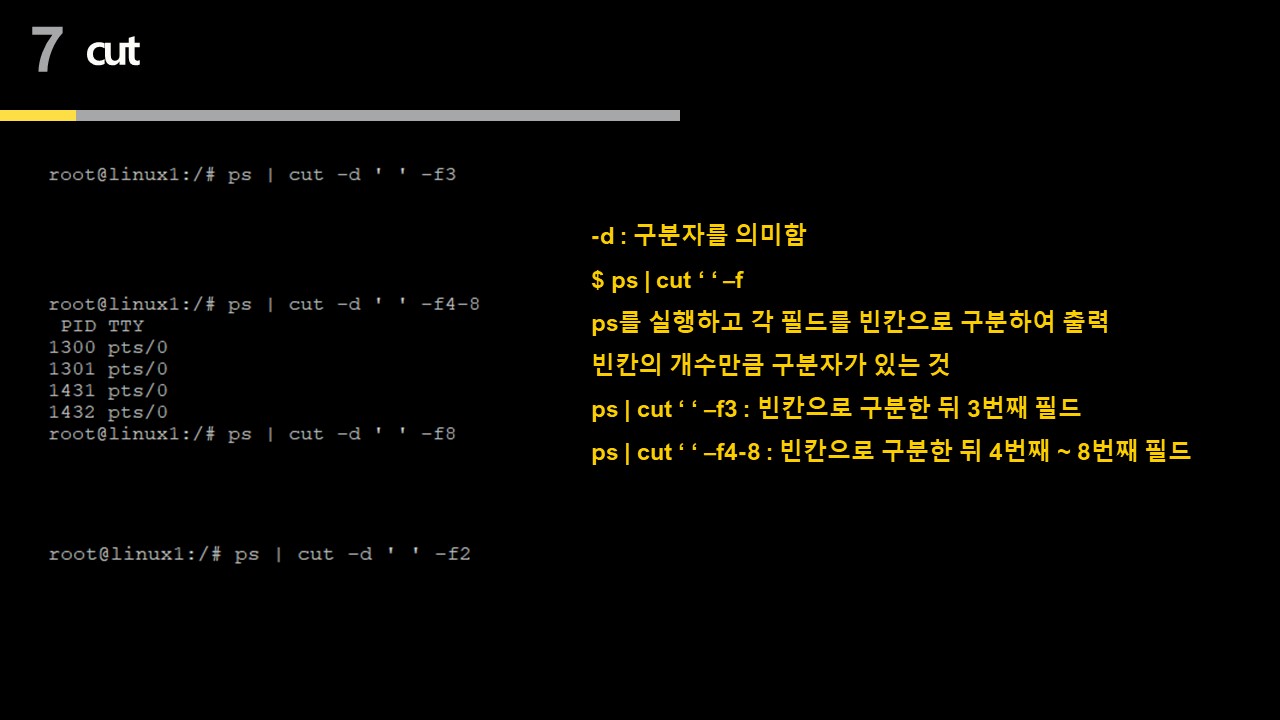 7 cut
root@linux1:/# ps | cut -d ' ' -f3
root@linux1:/# ps | cut -d ' ' -f4-8
 PID TTY
1300 pts/0
1301 pts/0
1431 pts/0
1432 pts/0
root@linux1:/# ps | cut -d ' ' -f8
root@linux1:/# ps | cut -d ' ' -f2
-d : 구분자를 의미함
$ ps | cut ‘ ‘ –f
ps를 실행하고 각 필드를 빈칸으로 구분하여 출력
빈칸의 개수만큼 구분자가 있는 것
ps | cut ‘ ‘ –f3 : 빈칸으로 구분한 뒤 3번째 필드
ps | cut ‘ ‘ –f4-8 : 빈칸으로 구분한 뒤 4번째 ~ 8번째 필드